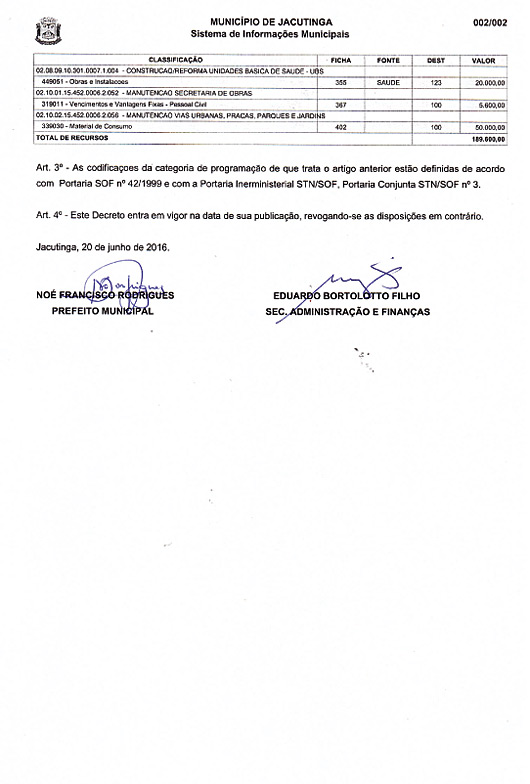 MUNICÍPIO DE JACUTINGA 002/002
Sistema de Informações Municipais
CLASSIFICAÇÃO FICHA FONTE DEST VALOR
02.08.09.10.301.0007.1.004 - CONSTRUCAO/REFORMA UNIDADES BASICA DE SAUDE - UBS
449051 - Obras e Instalacoes 355 SAUDE 123 20.000,00
02.10.01.15.452.0006.2.052 - MANUTENCAO SECRETARIA DE OBRAS
319011 - Vencimentos e Vantagens Fixas - Pessoal Civil 367 100 5.600,00
02.10.02.15.452.0006.2.056 - MANUTENCAO VIAS URBANAS, PRACAS, PARQUES E JARDINS
339030 - Material de Consumo 402 100 50.000,00
TOTAL DE RECURSOS 189.600,00
Art. 3º - As codificaçoes da categoria de programação de que trata o artigo anterior estão definidas de acordo
com Portaria SOF nº 42/1999 e com a Portaria Inerministerial STN/SOF, Portaria Conjunta STN/SOF nº 3.
Art. 4º - Este Decreto entra em vigor na data de sua publicação, revogando-se as disposições em contrário.
Jacutinga, 20 de junho de 2016.
NOÉ FRANCISCO RODRIGUES EDUARDO BORTOLOTTO FILHO
PREFEITO MUNICIPAL SEC. ADMINISTRAÇÃO E FINANÇAS